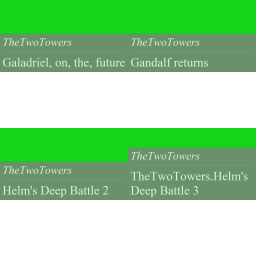 TheTwoTowers
Galadriel, on, the, future
TheTwoTowers
Gandalf returns
TheTwoTowers
Helm's Deep Battle 2
TheTwoTowers
TheTwoTowers.Helm's
Deep Battle 3